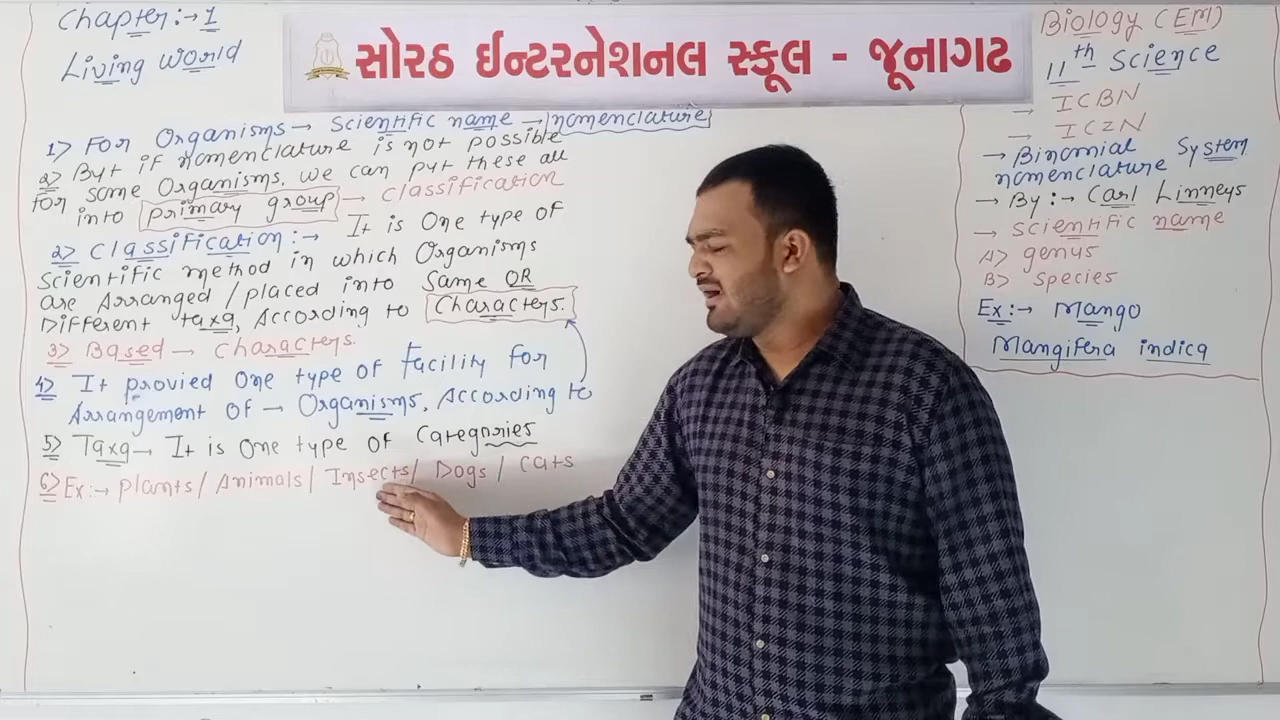 Chapter:→ 1
Living world
સોરઠ ઈન્ટરનેશનલ સ્કૂલ - જૂનાગઢ
1> For Organisms → Scientific name → nomenclature
2> But if nomenclature is not possible
for some Organisms. we can put these all
into primary group → Classification
2> Classification:→ It is One type of
Scientific method in which Organisms
are Arranged / placed into Same OR
Different taxa, According to Characters.
3> Based → Characters.
4> It provied One type of Facility For
Arrangement OF → Organisms, According to
5> Taxa → It is One type of Categories
6> Ex:→ Plants / Animals / Insects / Dogs / Cats
Biology (EM)
11th Science
→ ICBN
→ ICZN
→ Binomial System
nomenclature
→ By:→ Carl Linneys
→ Scientific name
A> genus
B> Species
Ex:→ Mango
Mangifera indica